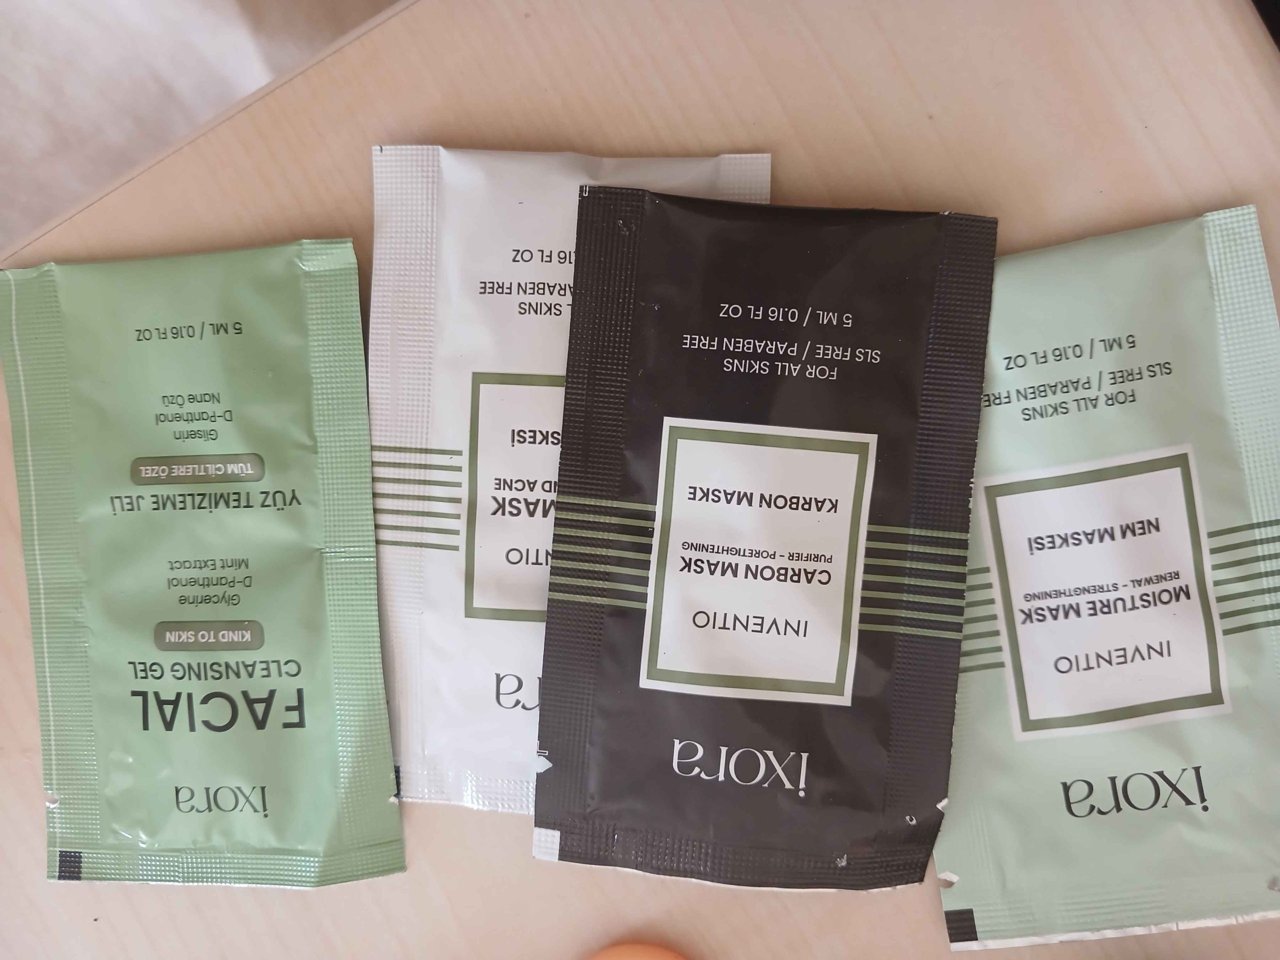 ixora
FACIAL
CLEANSING GEL
KIND TO SKIN
Glycerine
D-Panthenol
Mint Extract
YÜZ TEMİZLEME JELİ
TÜM CİLTLERE ÖZEL
Gliserin
D-Panthenol
Nane Özü
5 ML / 0.16 FL OZ
MASK
ND ACNE
SKESİ
SKINS
PARABEN FREE
.16 FL OZ
ixora
INVENTIO
CARBON MASK
PURIFIER - PORETIGHTENING
KARBON MASKE
FOR ALL SKINS
SLS FREE / PARABEN FREE
5 ML / 0.16 FL OZ
ixora
INVENTIO
MOISTURE MASK
RENEWAL - STRENGTHENING
NEM MASKESİ
FOR ALL SKINS
SLS FREE / PARABEN FREE
5 ML / 0.16 FL OZ